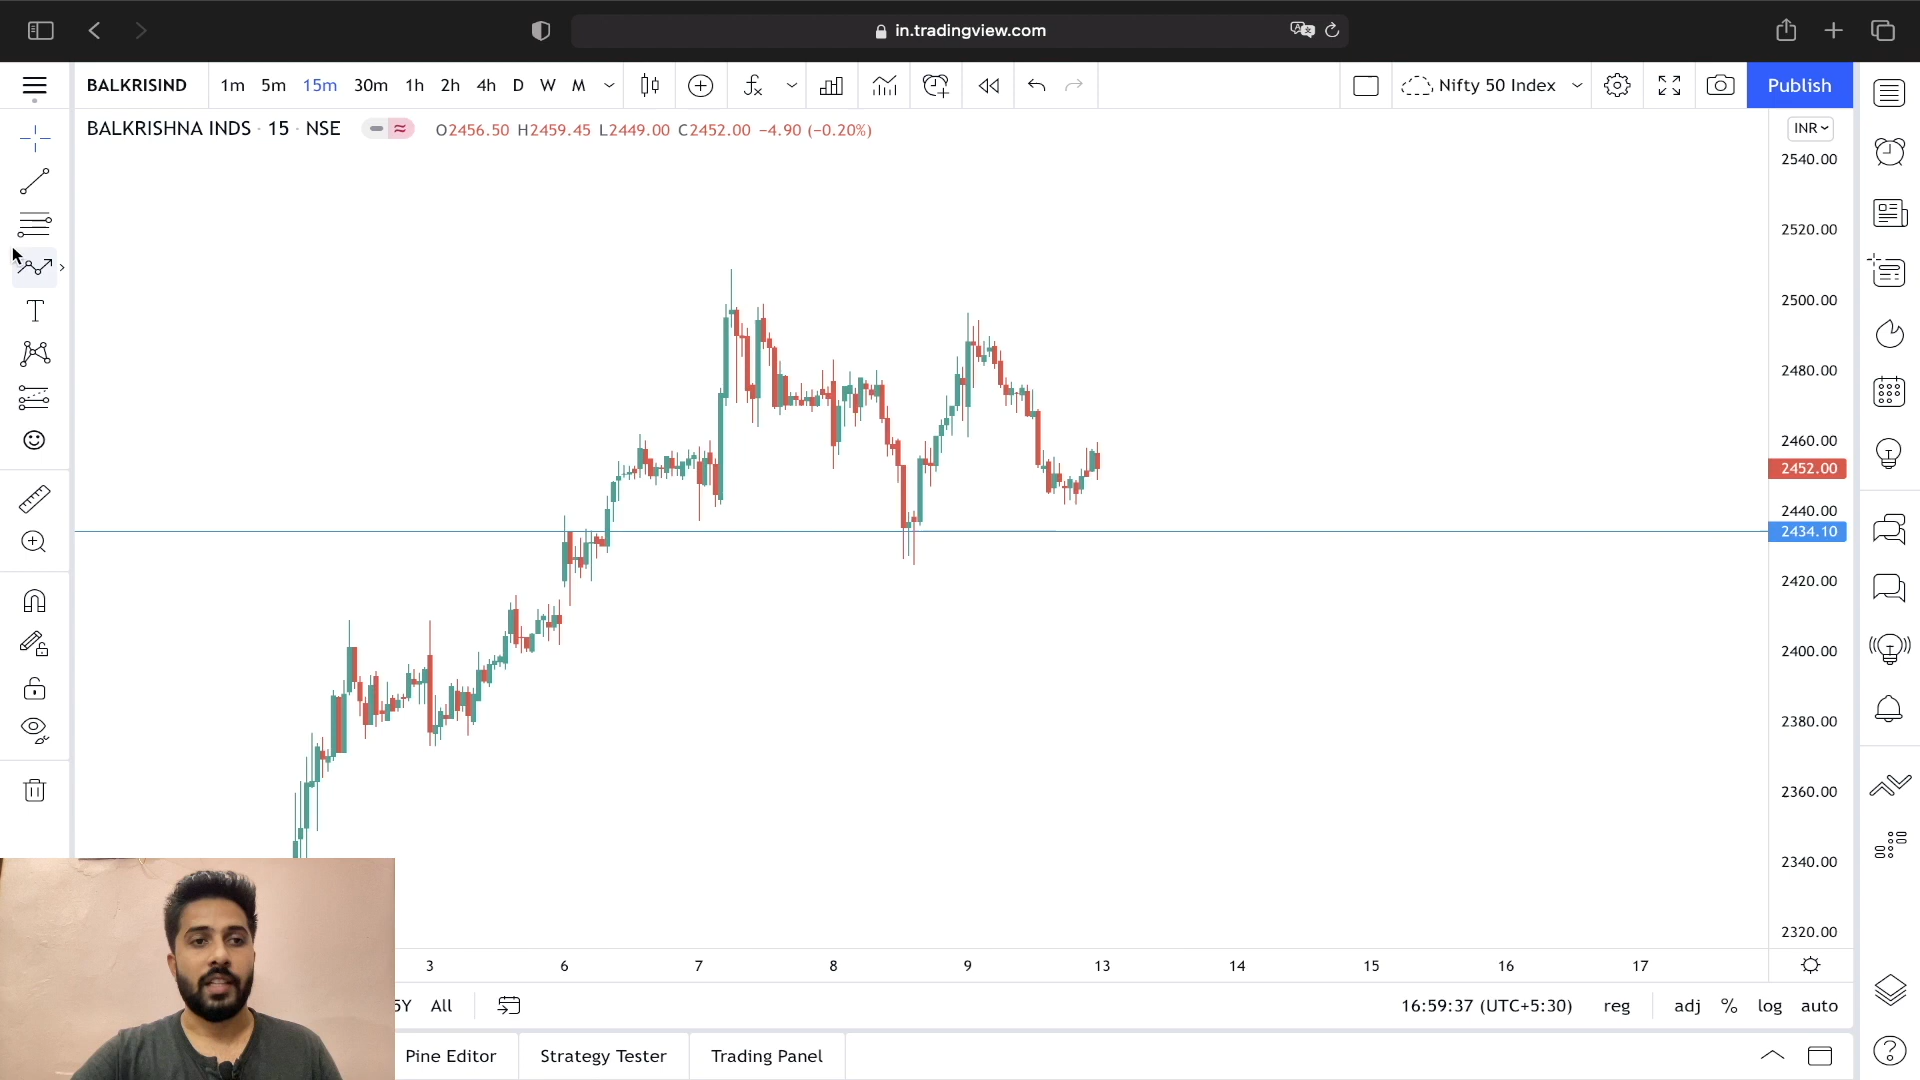 in.tradingview.com
BALKRISIND 1m 5m 15m 30m 1h 2h 4h D W M Nifty 50 Index Publish
BALKRISHNA INDS · 15 · NSE O2456.50 H2459.45 L2449.00 C2452.00 −4.90 (−0.20%) INR
2540.00
2520.00
2500.00
2480.00
2460.00
2452.00
2440.00
2434.10
2420.00
2400.00
2380.00
2360.00
2340.00
2320.00
3 6 7 8 9 13 14 15 16 17
5Y All 16:59:37 (UTC+5:30) reg adj % log auto
Pine Editor Strategy Tester Trading Panel